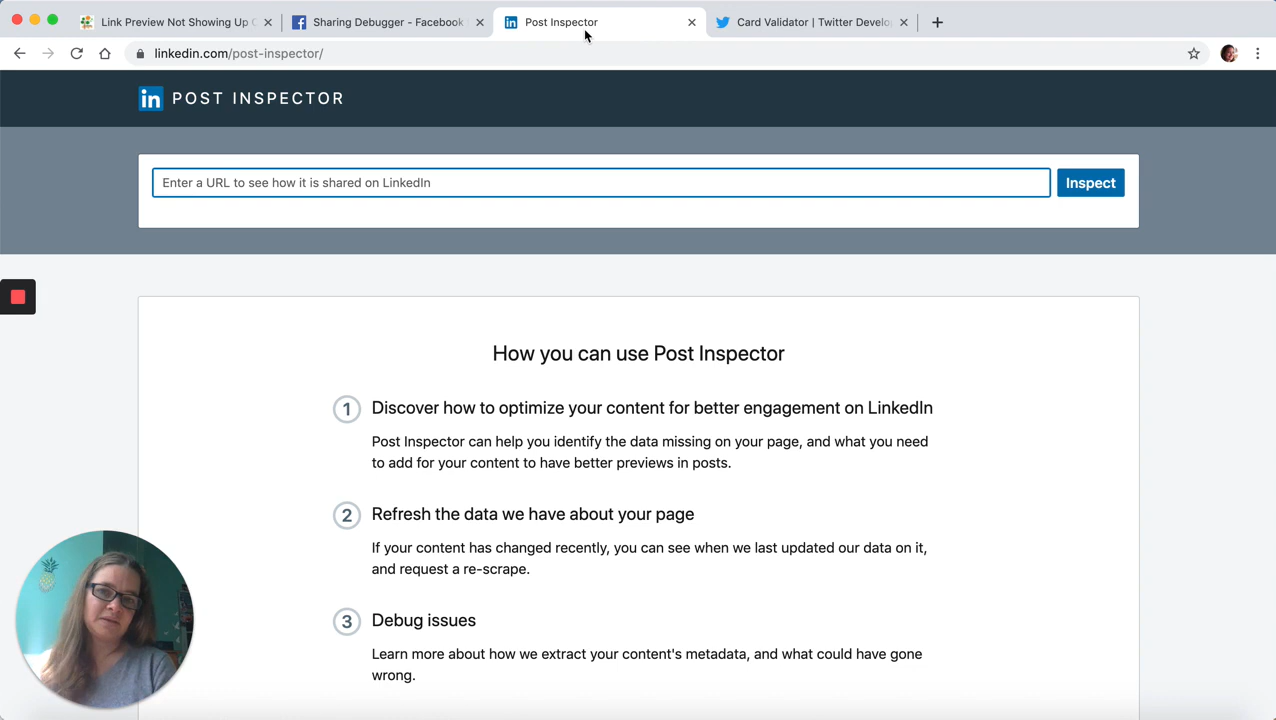 Link Preview Not Showing Up
Sharing Debugger - Facebook
Post Inspector
Card Validator | Twitter Develo
linkedin.com/post-inspector/
in POST INSPECTOR
Enter a URL to see how it is shared on LinkedIn
Inspect
How you can use Post Inspector
1 Discover how to optimize your content for better engagement on LinkedIn
Post Inspector can help you identify the data missing on your page, and what you need
to add for your content to have better previews in posts.
2 Refresh the data we have about your page
If your content has changed recently, you can see when we last updated our data on it,
and request a re-scrape.
3 Debug issues
Learn more about how we extract your content's metadata, and what could have gone
wrong.